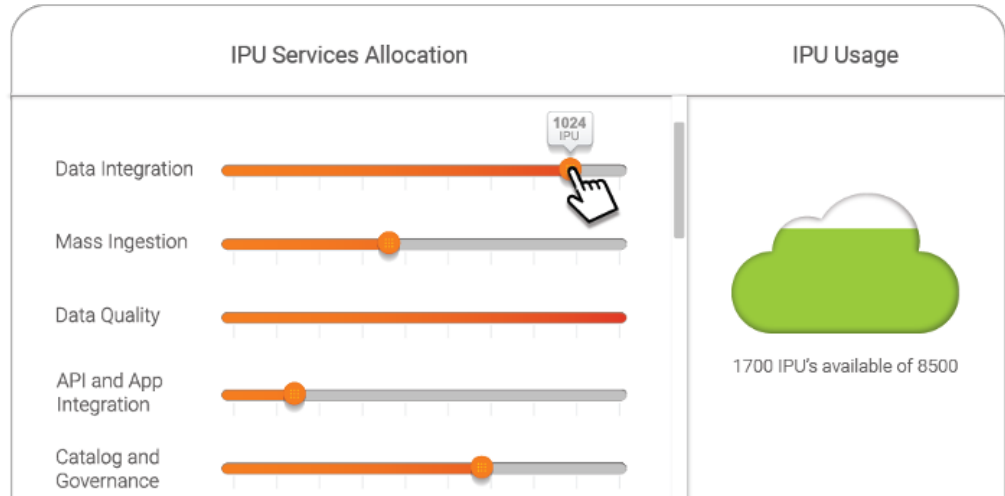 IPU Services Allocation
IPU Usage
1024
IPU
Data Integration
Mass Ingestion
Data Quality
API and App
Integration
Catalog and
Governance
1700 IPU's available of 8500